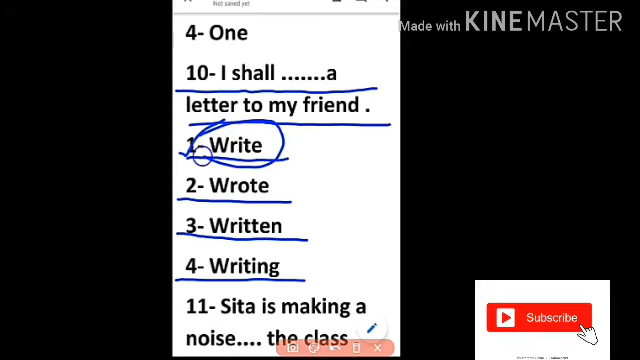 Not saved yet
Made with KINEMASTER
4- One
10- I shall .......a
letter to my friend .
1- Write
2- Wrote
3- Written
4- Writing
11- Sita is making a
noise.... the class
Subscribe